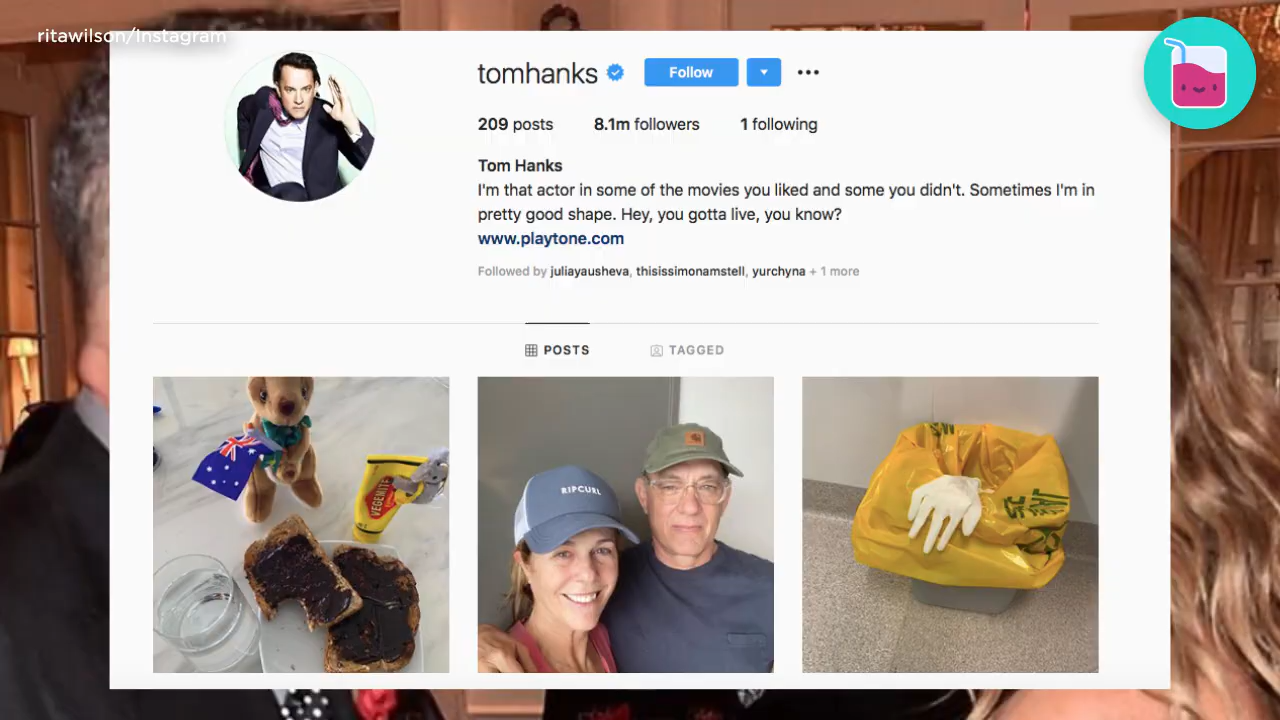 ritawilson/Instagram
tomhanks
Follow
209 posts 8.1m followers 1 following
Tom Hanks
I'm that actor in some of the movies you liked and some you didn't. Sometimes I'm in
pretty good shape. Hey, you gotta live, you know?
www.playtone.com
Followed by juliayausheva, thisissimonamstell, yurchyna + 1 more
POSTS TAGGED
VEGEMITE
RIPCURL